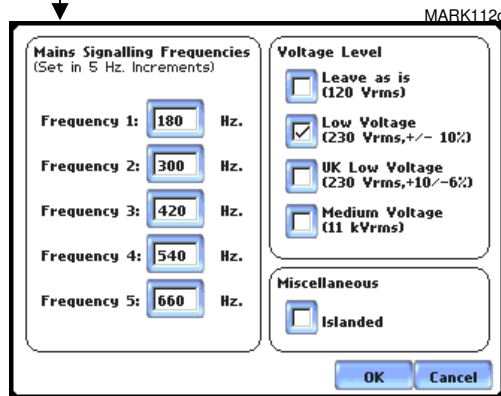 MARK112c
Mains Signalling Frequencies
(Set in 5 Hz. Increments)
Frequency 1: 180 Hz.
Frequency 2: 300 Hz.
Frequency 3: 420 Hz.
Frequency 4: 540 Hz.
Frequency 5: 660 Hz.
Voltage Level
Leave as is
(120 Vrms)
Low Voltage
(230 Vrms,+/- 10%)
UK Low Voltage
(230 Vrms,+10/-6%)
Medium Voltage
(11 kVrms)
Miscellaneous
Islanded
OK Cancel